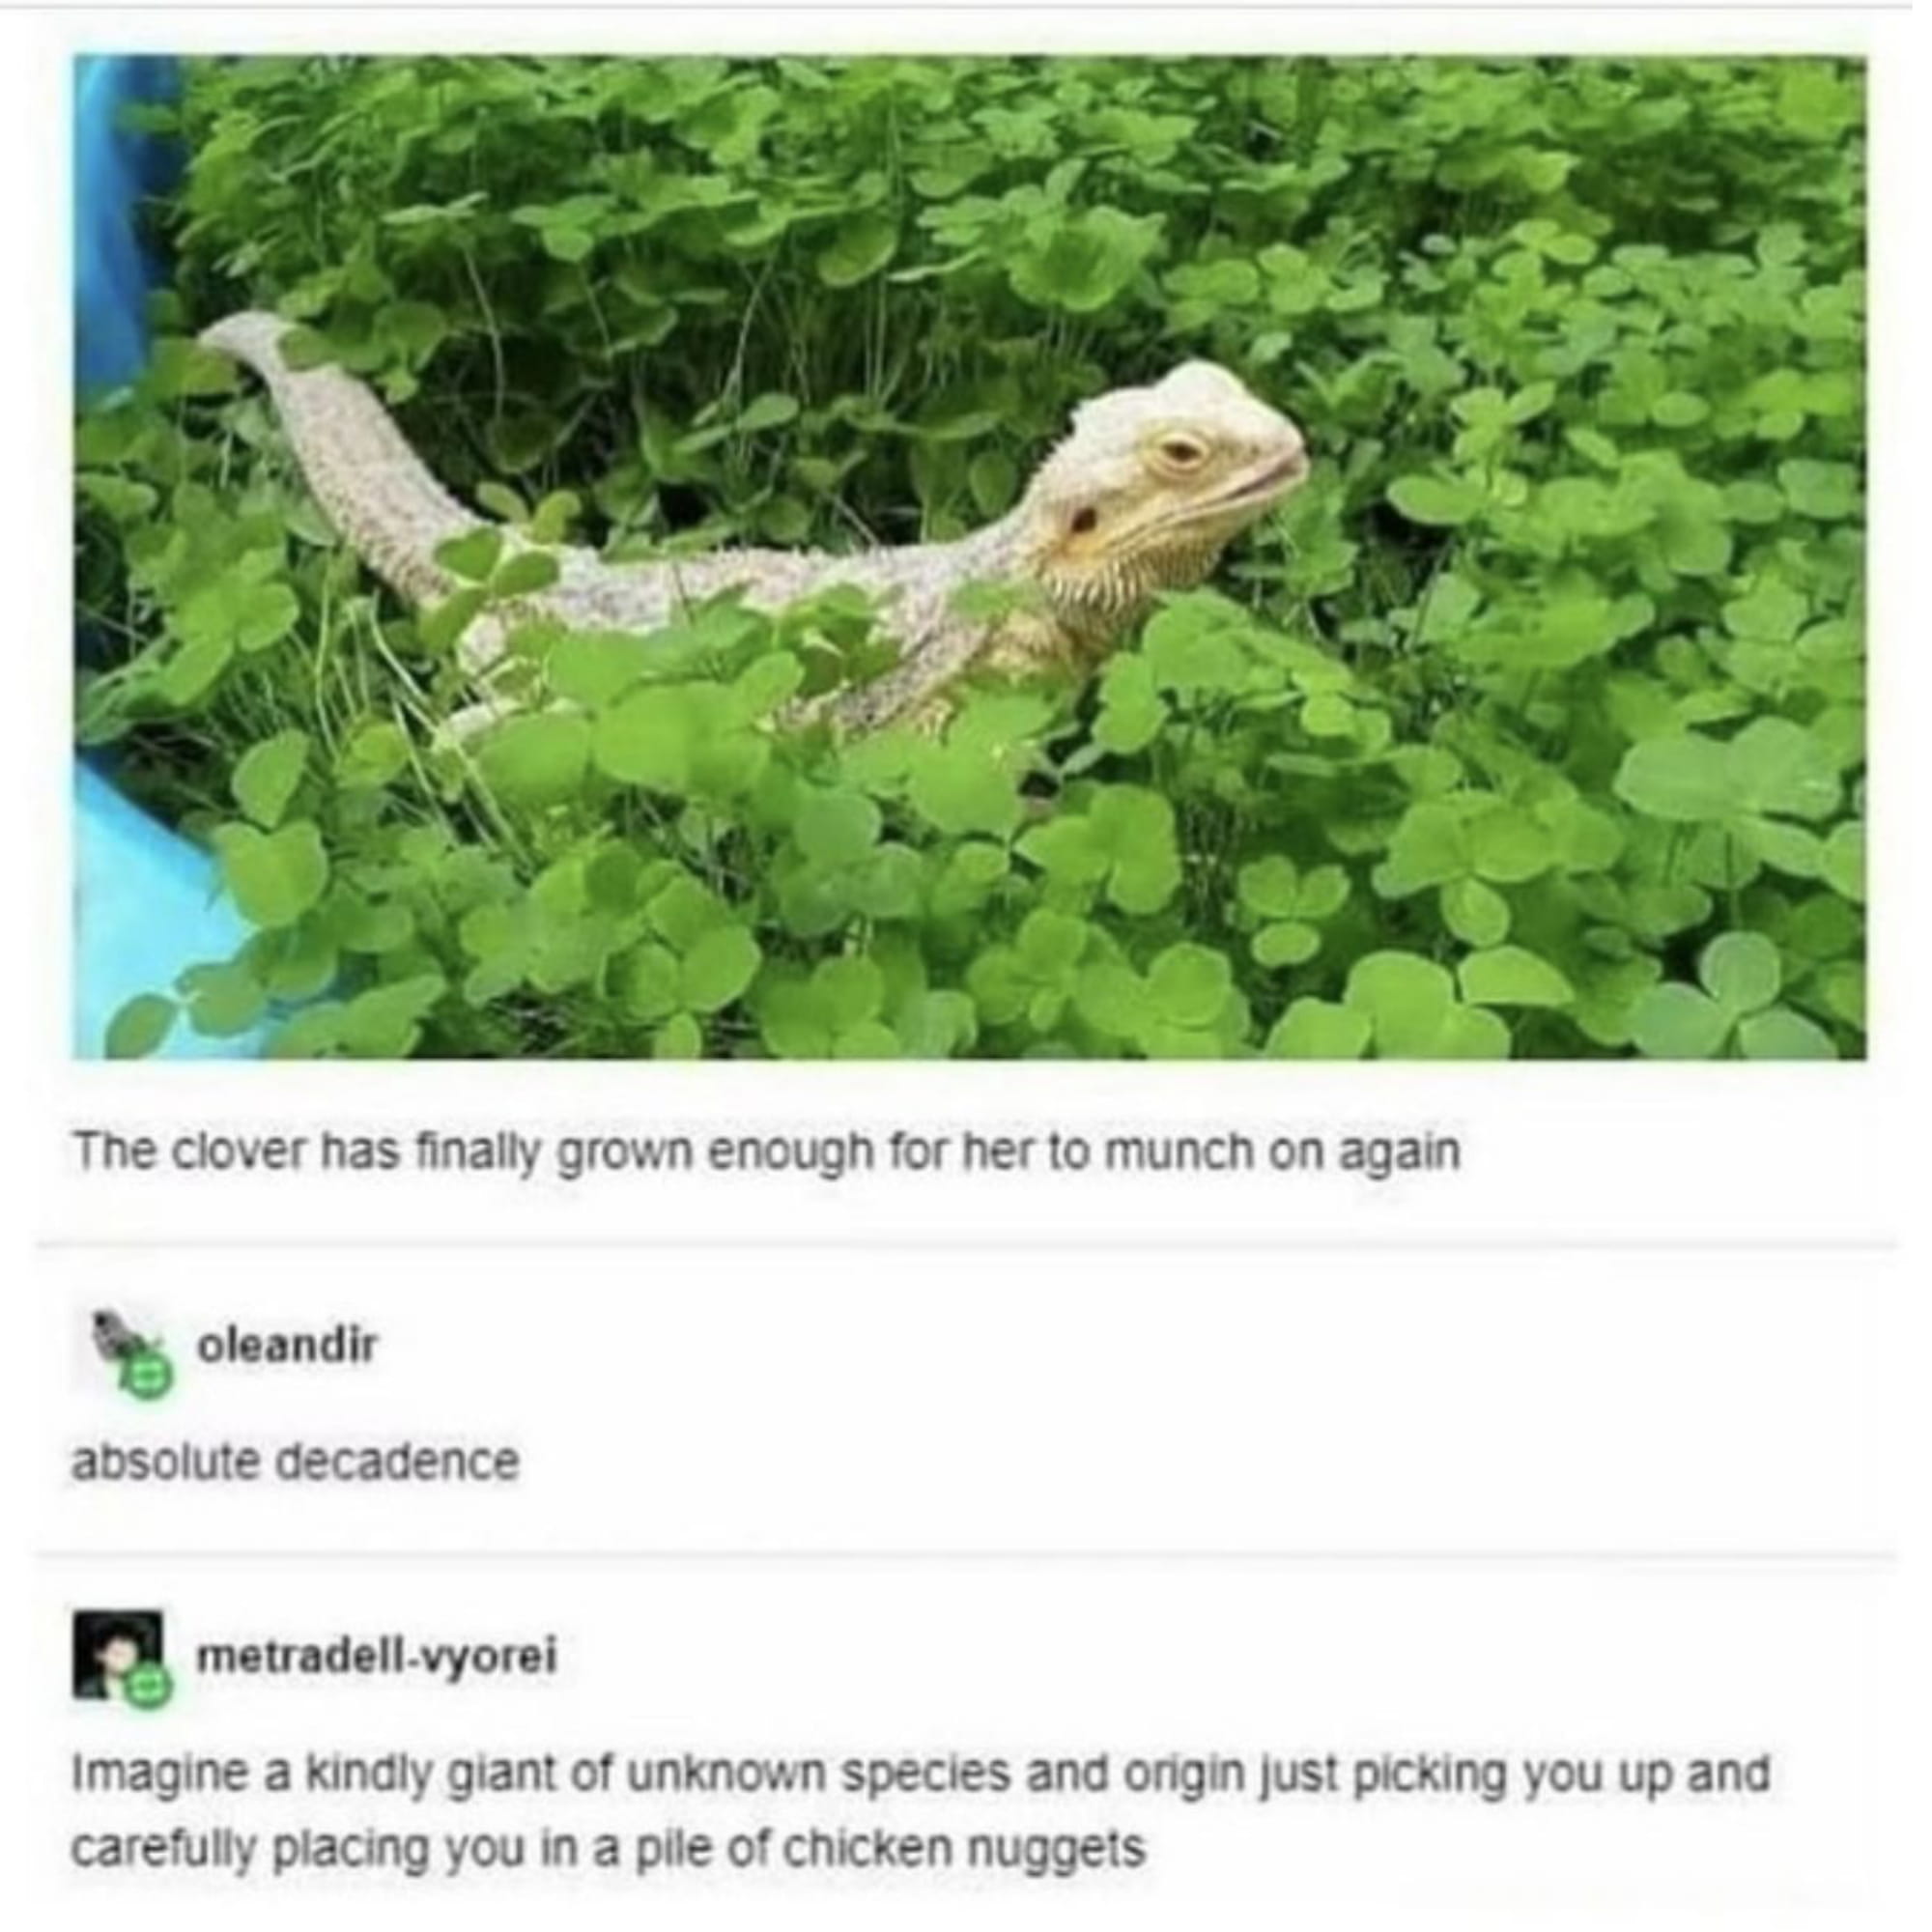 The clover has finally grown enough for her to munch on again
oleandir
absolute decadence
metradell-vyorei
Imagine a kindly giant of unknown species and origin just picking you up and
carefully placing you in a pile of chicken nuggets